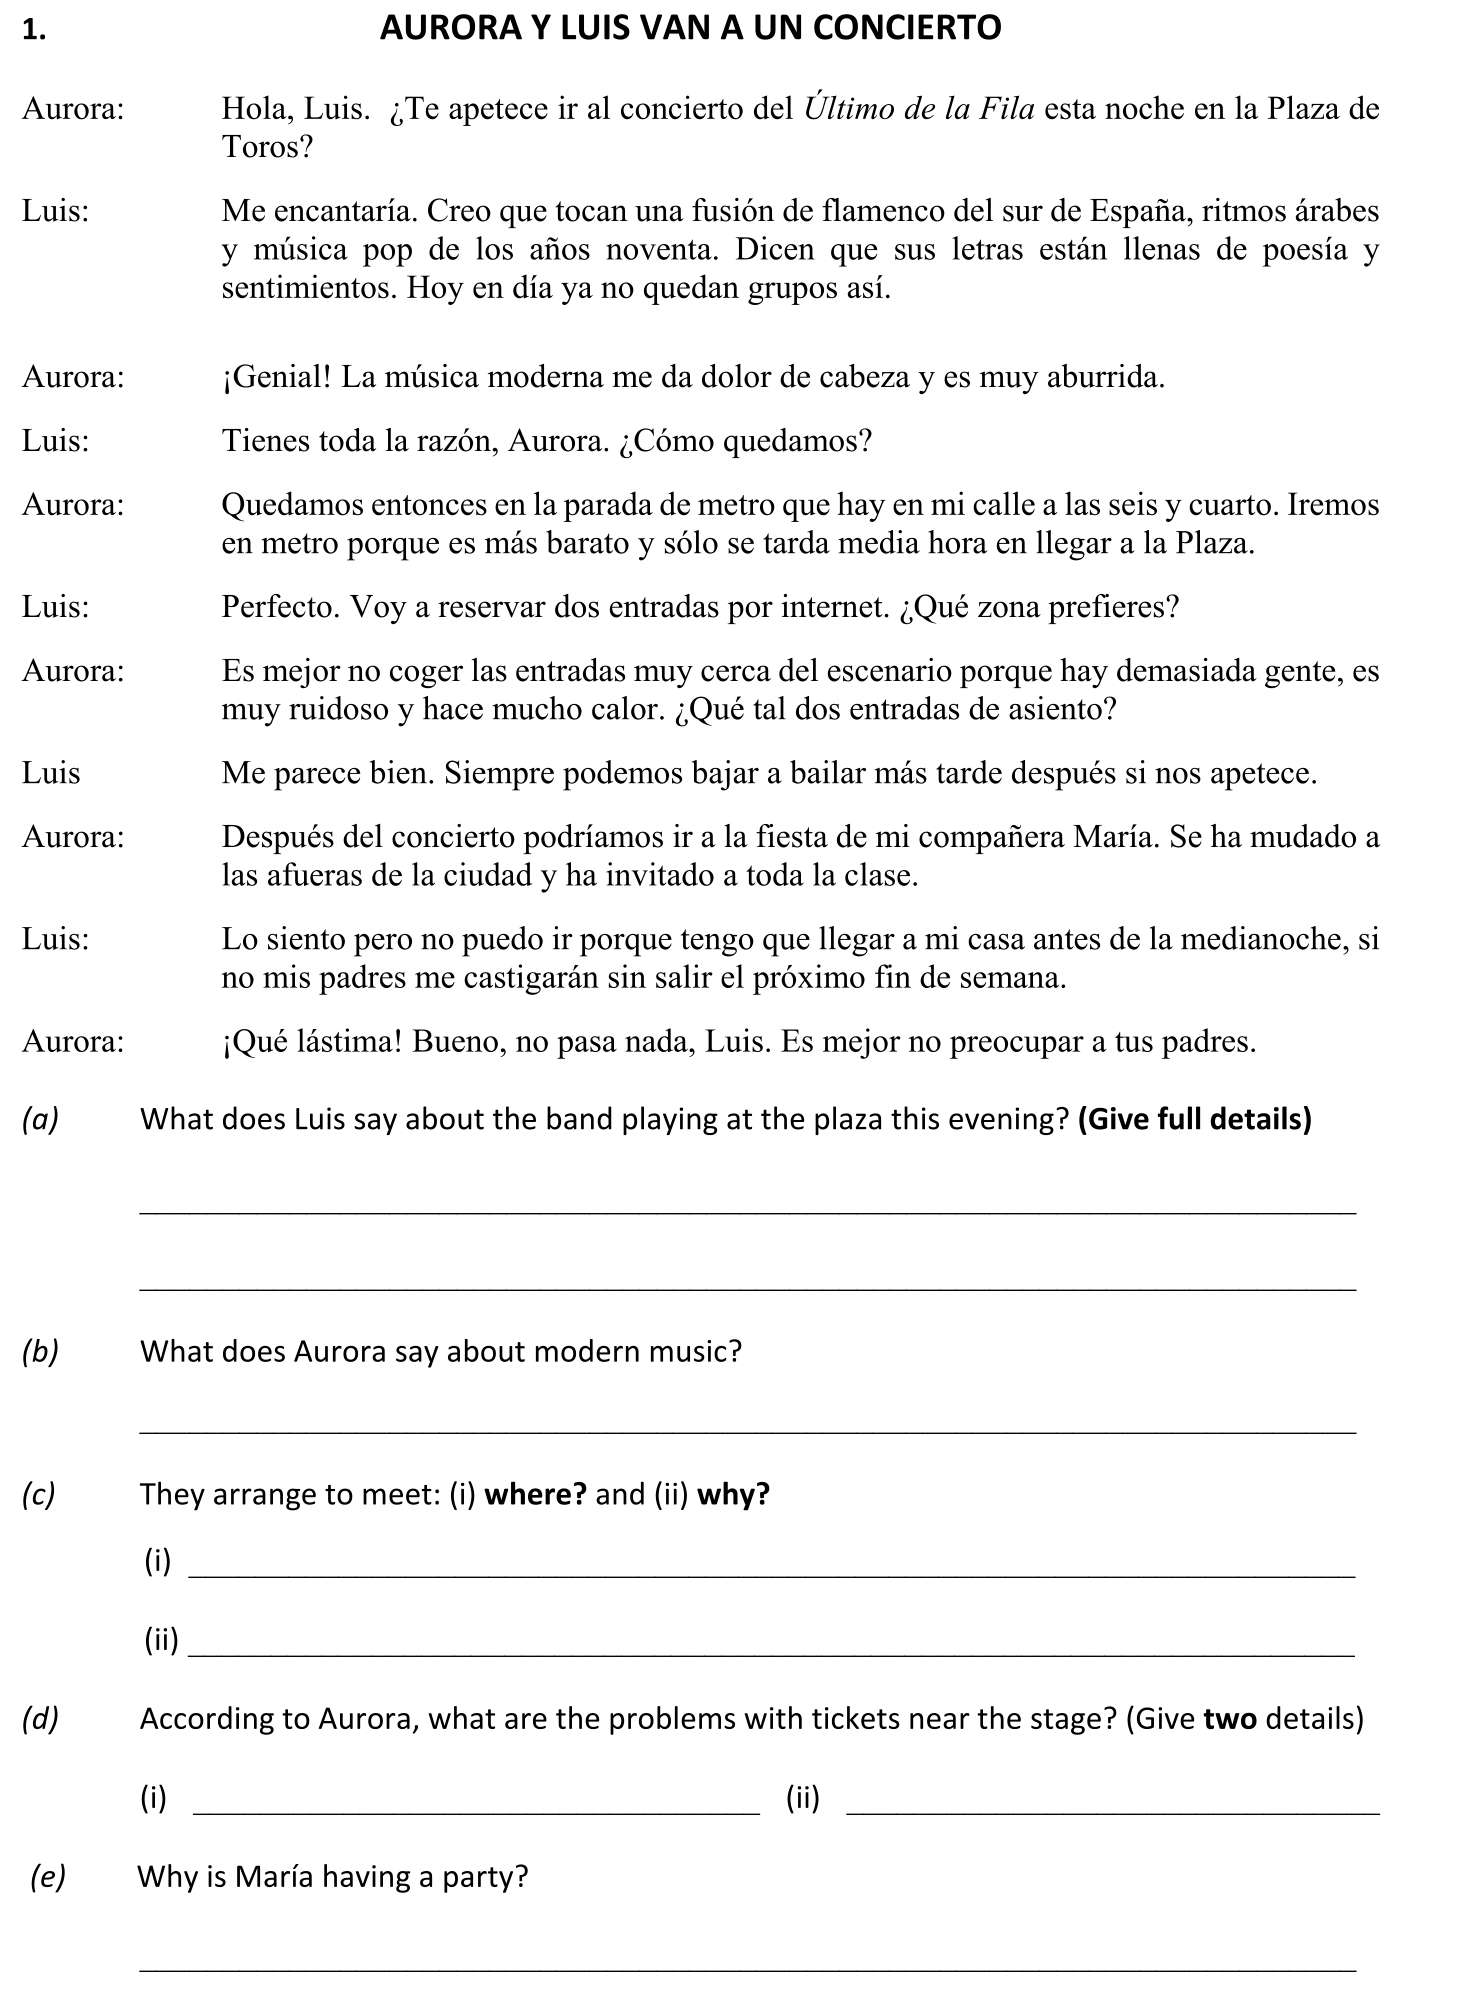 1. AURORA Y LUIS VAN A UN CONCIERTO
Aurora: Hola, Luis. ¿Te apetece ir al concierto del Último de la Fila esta noche en la Plaza de
Toros?
Luis: Me encantaría. Creo que tocan una fusión de flamenco del sur de España, ritmos árabes
y música pop de los años noventa. Dicen que sus letras están llenas de poesía y
sentimientos. Hoy en día ya no quedan grupos así.
Aurora: ¡Genial! La música moderna me da dolor de cabeza y es muy aburrida.
Luis: Tienes toda la razón, Aurora. ¿Cómo quedamos?
Aurora: Quedamos entonces en la parada de metro que hay en mi calle a las seis y cuarto. Iremos
en metro porque es más barato y sólo se tarda media hora en llegar a la Plaza.
Luis: Perfecto. Voy a reservar dos entradas por internet. ¿Qué zona prefieres?
Aurora: Es mejor no coger las entradas muy cerca del escenario porque hay demasiada gente, es
muy ruidoso y hace mucho calor. ¿Qué tal dos entradas de asiento?
Luis Me parece bien. Siempre podemos bajar a bailar más tarde después si nos apetece.
Aurora: Después del concierto podríamos ir a la fiesta de mi compañera María. Se ha mudado a
las afueras de la ciudad y ha invitado a toda la clase.
Luis: Lo siento pero no puedo ir porque tengo que llegar a mi casa antes de la medianoche, si
no mis padres me castigarán sin salir el próximo fin de semana.
Aurora: ¡Qué lástima! Bueno, no pasa nada, Luis. Es mejor no preocupar a tus padres.
(a) What does Luis say about the band playing at the plaza this evening? (Give full details)
(b) What does Aurora say about modern music?
(c) They arrange to meet: (i) where? and (ii) why?
(i)
(ii)
(d) According to Aurora, what are the problems with tickets near the stage? (Give two details)
(i) (ii)
(e) Why is María having a party?